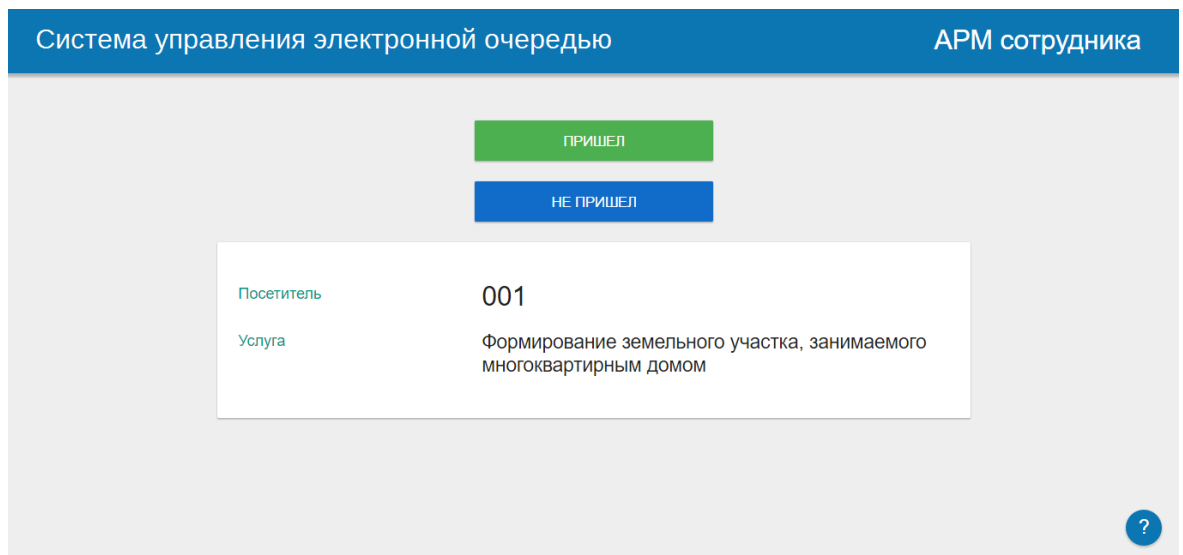 Система управления электронной очередью
АРМ сотрудника
ПРИШЕЛ
НЕ ПРИШЕЛ
Посетитель
001
Услуга
Формирование земельного участка, занимаемого
многоквартирным домом
?